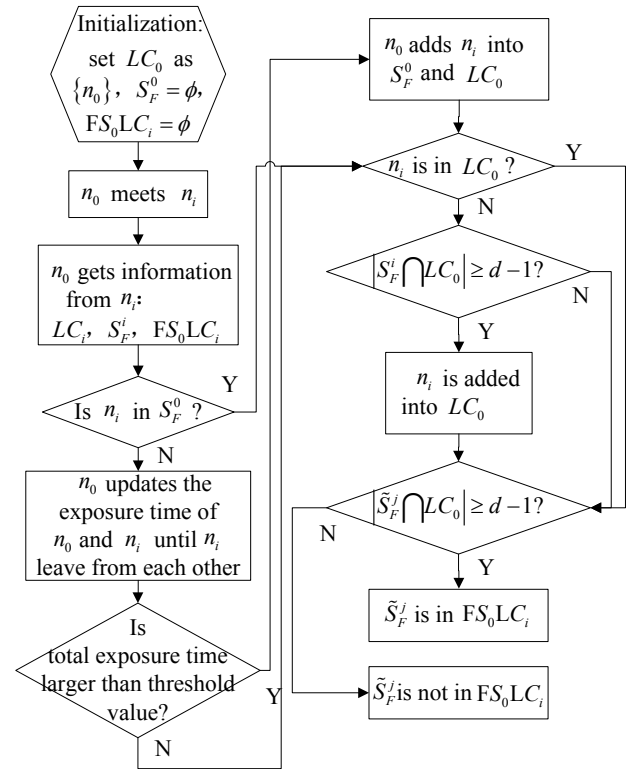 Initialization:
set LC₀ as
{n₀}, S_F^0 = ϕ,
FS₀LCᵢ = ϕ
n₀ meets nᵢ
n₀ gets information
from nᵢ:
LCᵢ, S_F^i, FS₀LCᵢ
Is nᵢ in S_F^0 ?
Y
N
n₀ updates the
exposure time of
n₀ and nᵢ until nᵢ
leave from each other
Is
total exposure time
larger than threshold
value?
Y
N
n₀ adds nᵢ into
S_F^0 and LC₀
nᵢ is in LC₀ ?
Y
N
|S_F^i ⋂ LC₀| ≥ d −1?
N
Y
nᵢ is added
into LC₀
|S̃_F^j ⋂ LC₀| ≥ d −1?
N
Y
S̃_F^j is in FS₀LCᵢ
S̃_F^j is not in FS₀LCᵢ